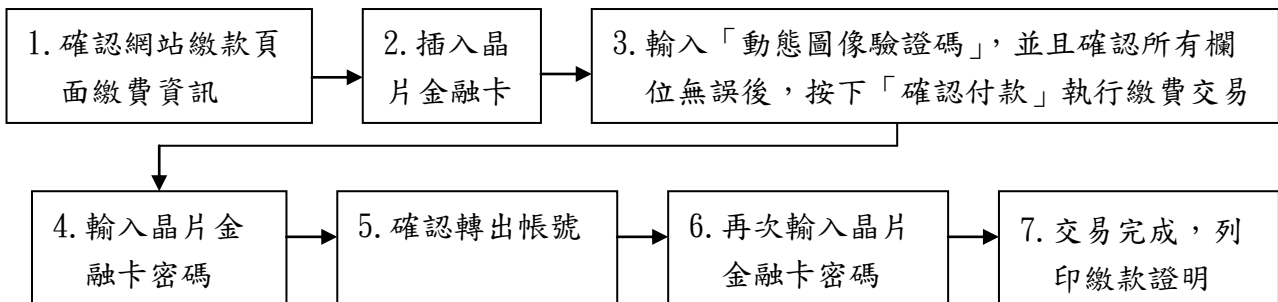 1.確認網站繳款頁
面繳費資訊
2.插入晶
片金融卡
3.輸入「動態圖像驗證碼」,並且確認所有欄
位無誤後,按下「確認付款」執行繳費交易
4.輸入晶片金
融卡密碼
5.確認轉出帳號
6.再次輸入晶片
金融卡密碼
7.交易完成,列
印繳款證明